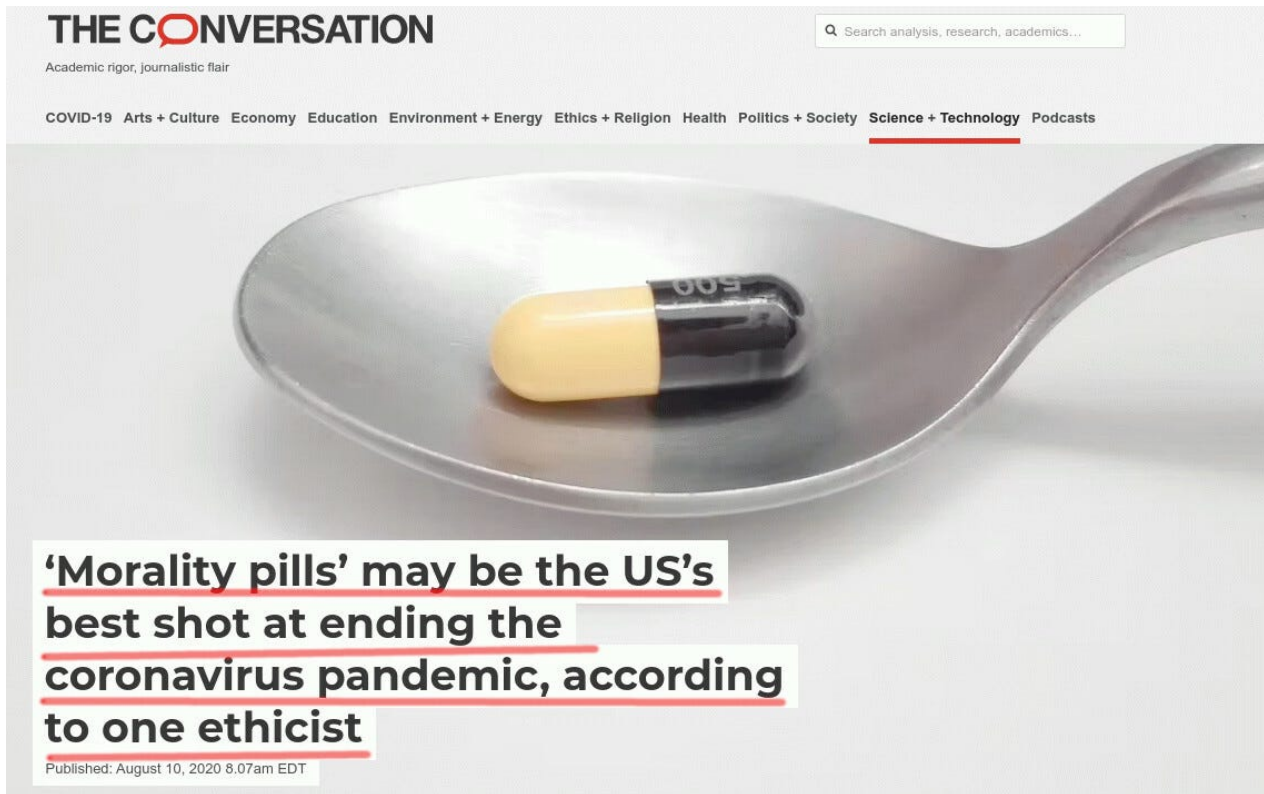 THE CONVERSATION
Search analysis, research, academics...
Academic rigor, journalistic flair
COVID-19 Arts + Culture Economy Education Environment + Energy Ethics + Religion Health Politics + Society Science + Technology Podcasts
500
‘Morality pills’ may be the US’s
best shot at ending the
coronavirus pandemic, according
to one ethicist
Published: August 10, 2020 8.07am EDT